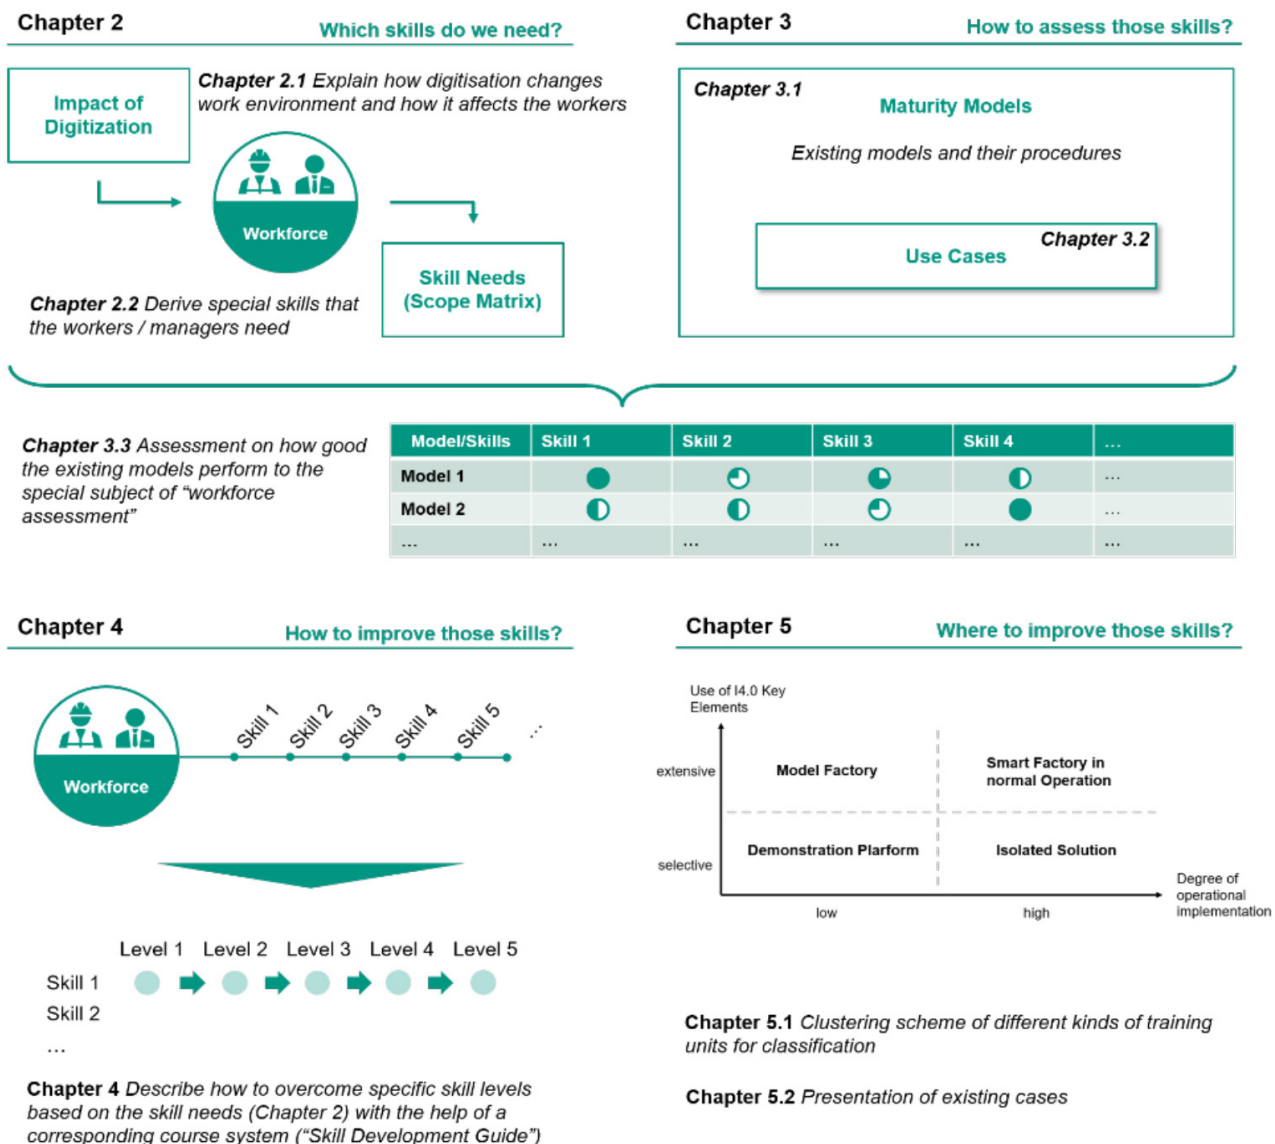 Chapter 2
Which skills do we need?
Impact of
Digitization
Chapter 2.1 Explain how digitisation changes
work environment and how it affects the workers
Workforce
Skill Needs
(Scope Matrix)
Chapter 2.2 Derive special skills that
the workers / managers need
Chapter 3
How to assess those skills?
Chapter 3.1
Maturity Models
Existing models and their procedures
Chapter 3.2
Use Cases
Chapter 3.3 Assessment on how good
the existing models perform to the
special subject of “workforce
assessment”
Model/Skills Skill 1 Skill 2 Skill 3 Skill 4 ...
Model 1 ...
Model 2 ...
... ... ... ... ... ...
Chapter 4
How to improve those skills?
Workforce
Skill 1 Skill 2 Skill 3 Skill 4 Skill 5 ...
Level 1 Level 2 Level 3 Level 4 Level 5
Skill 1
Skill 2
...
Chapter 4 Describe how to overcome specific skill levels
based on the skill needs (Chapter 2) with the help of a
corresponding course system (“Skill Development Guide”)
Chapter 5
Where to improve those skills?
Use of I4.0 Key
Elements
extensive
Model Factory
Smart Factory in
normal Operation
selective
Demonstration Plarform
Isolated Solution
Degree of
operational
implementation
low
high
Chapter 5.1 Clustering scheme of different kinds of training
units for classification
Chapter 5.2 Presentation of existing cases